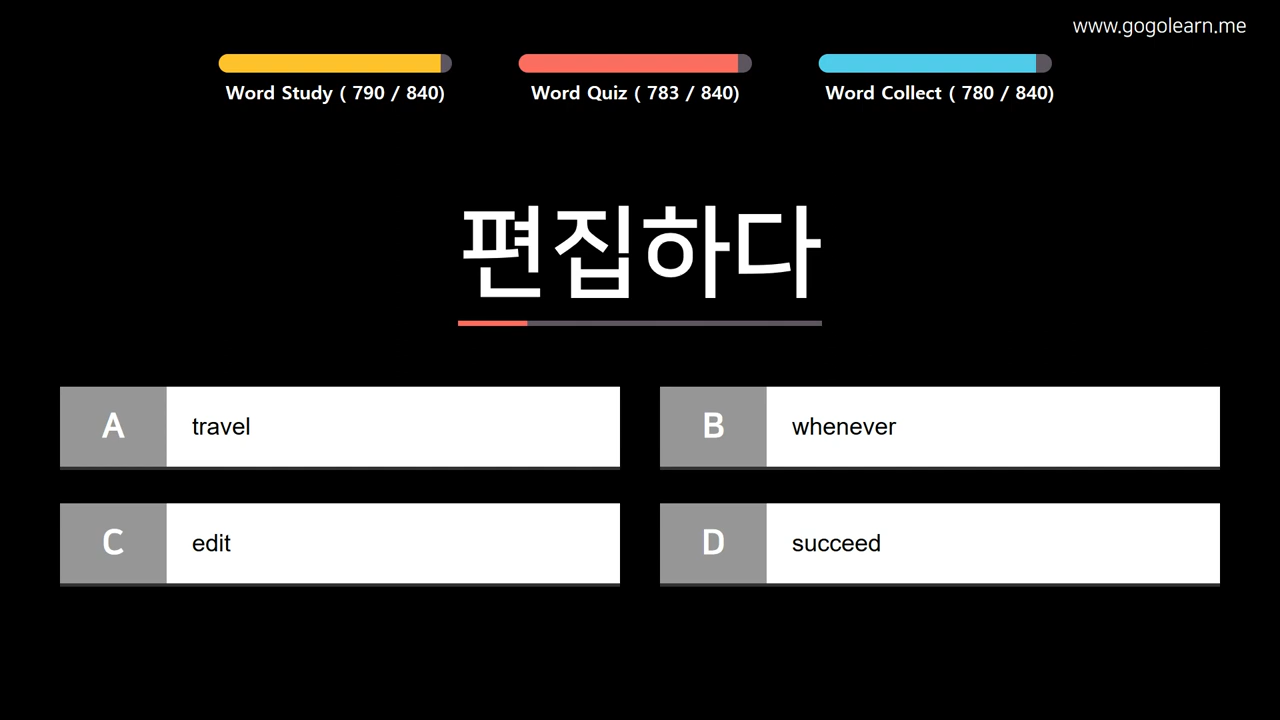 www.gogolearn.me
Word Study ( 790 / 840)
Word Quiz ( 783 / 840)
Word Collect ( 780 / 840)
편집하다
A travel
B whenever
C edit
D succeed